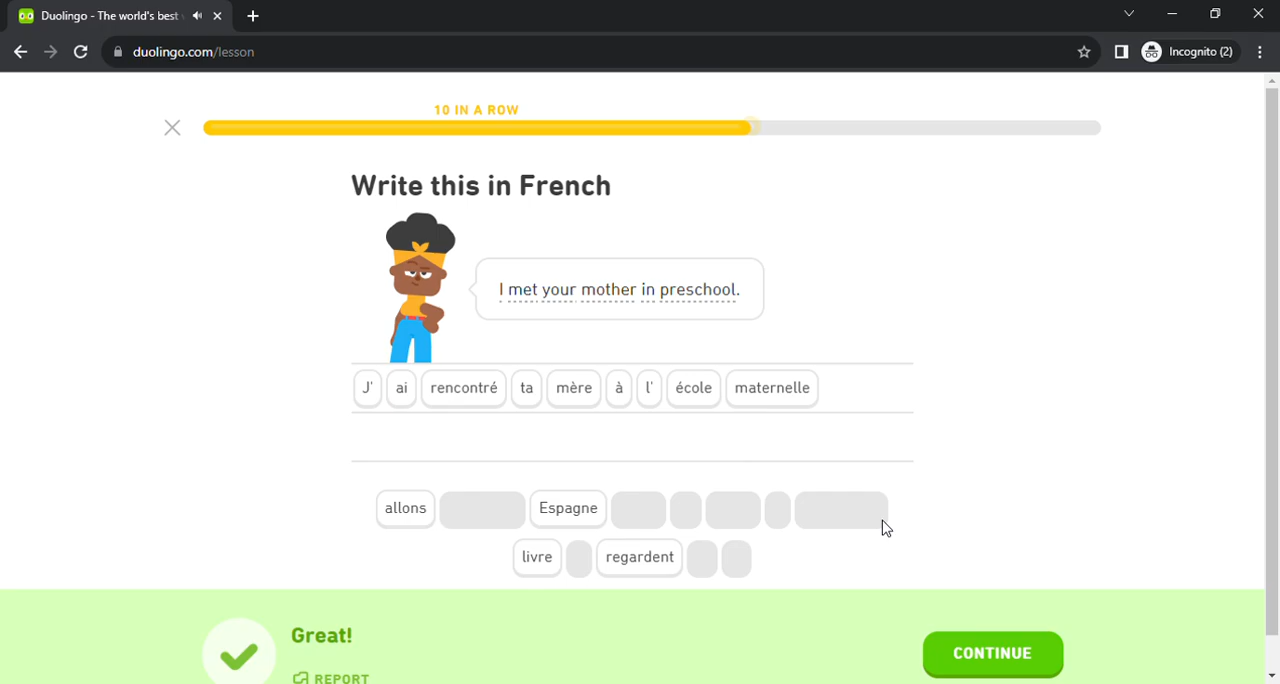 Duolingo - The world's best
duolingo.com/lesson
Incognito (2)
10 IN A ROW
Write this in French
I met your mother in preschool.
J' ai rencontré ta mère à l' école maternelle
allons Espagne
livre regardent
Great!
REPORT
CONTINUE